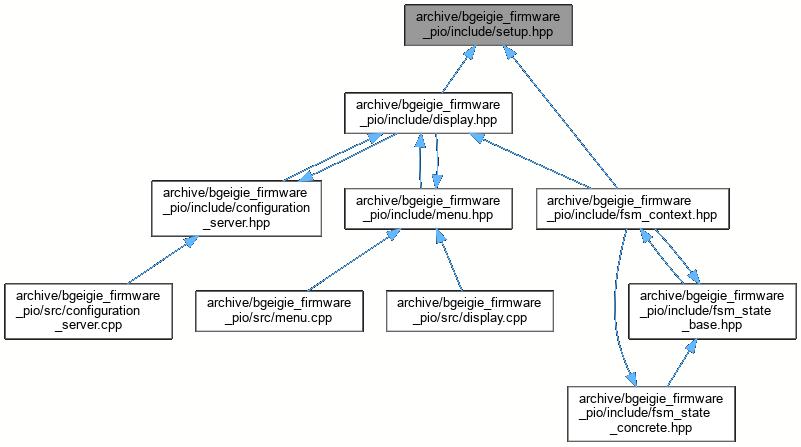 archive/bgeigie_firmware
_pio/include/setup.hpp
archive/bgeigie_firmware
_pio/include/display.hpp
archive/bgeigie_firmware
_pio/include/configuration
_server.hpp
archive/bgeigie_firmware
_pio/include/menu.hpp
archive/bgeigie_firmware
_pio/include/fsm_context.hpp
archive/bgeigie_firmware
_pio/src/configuration
_server.cpp
archive/bgeigie_firmware
_pio/src/menu.cpp
archive/bgeigie_firmware
_pio/src/display.cpp
archive/bgeigie_firmware
_pio/include/fsm_state
_base.hpp
archive/bgeigie_firmware
_pio/include/fsm_state
_concrete.hpp